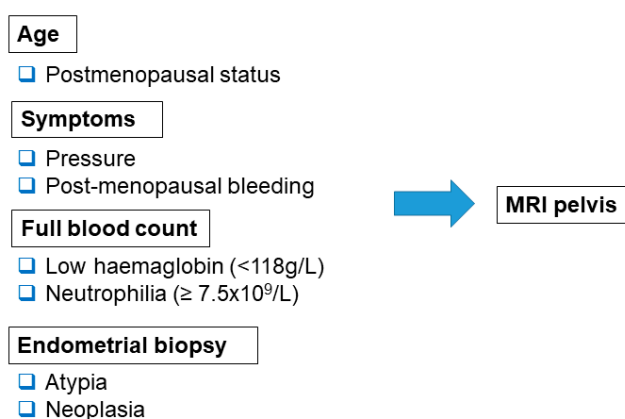 Age
Postmenopausal status
Symptoms
Pressure
Post-menopausal bleeding
MRI pelvis
Full blood count
Low haemaglobin (<118g/L)
Neutrophilia (≥ 7.5x10⁹/L)
Endometrial biopsy
Atypia
Neoplasia